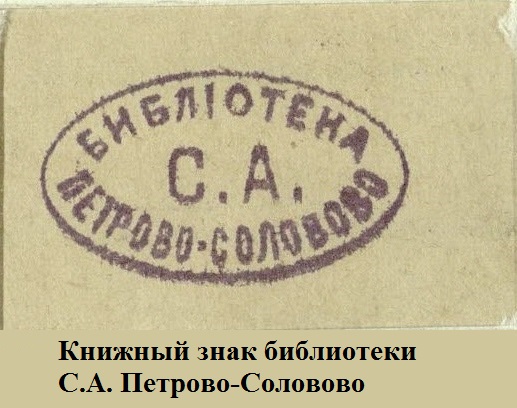 БИБЛІОТЕКА
С.А.
ПЕТРОВО-СОЛОВОВО
Книжный знак библиотеки
С.А. Петрово-Соловово